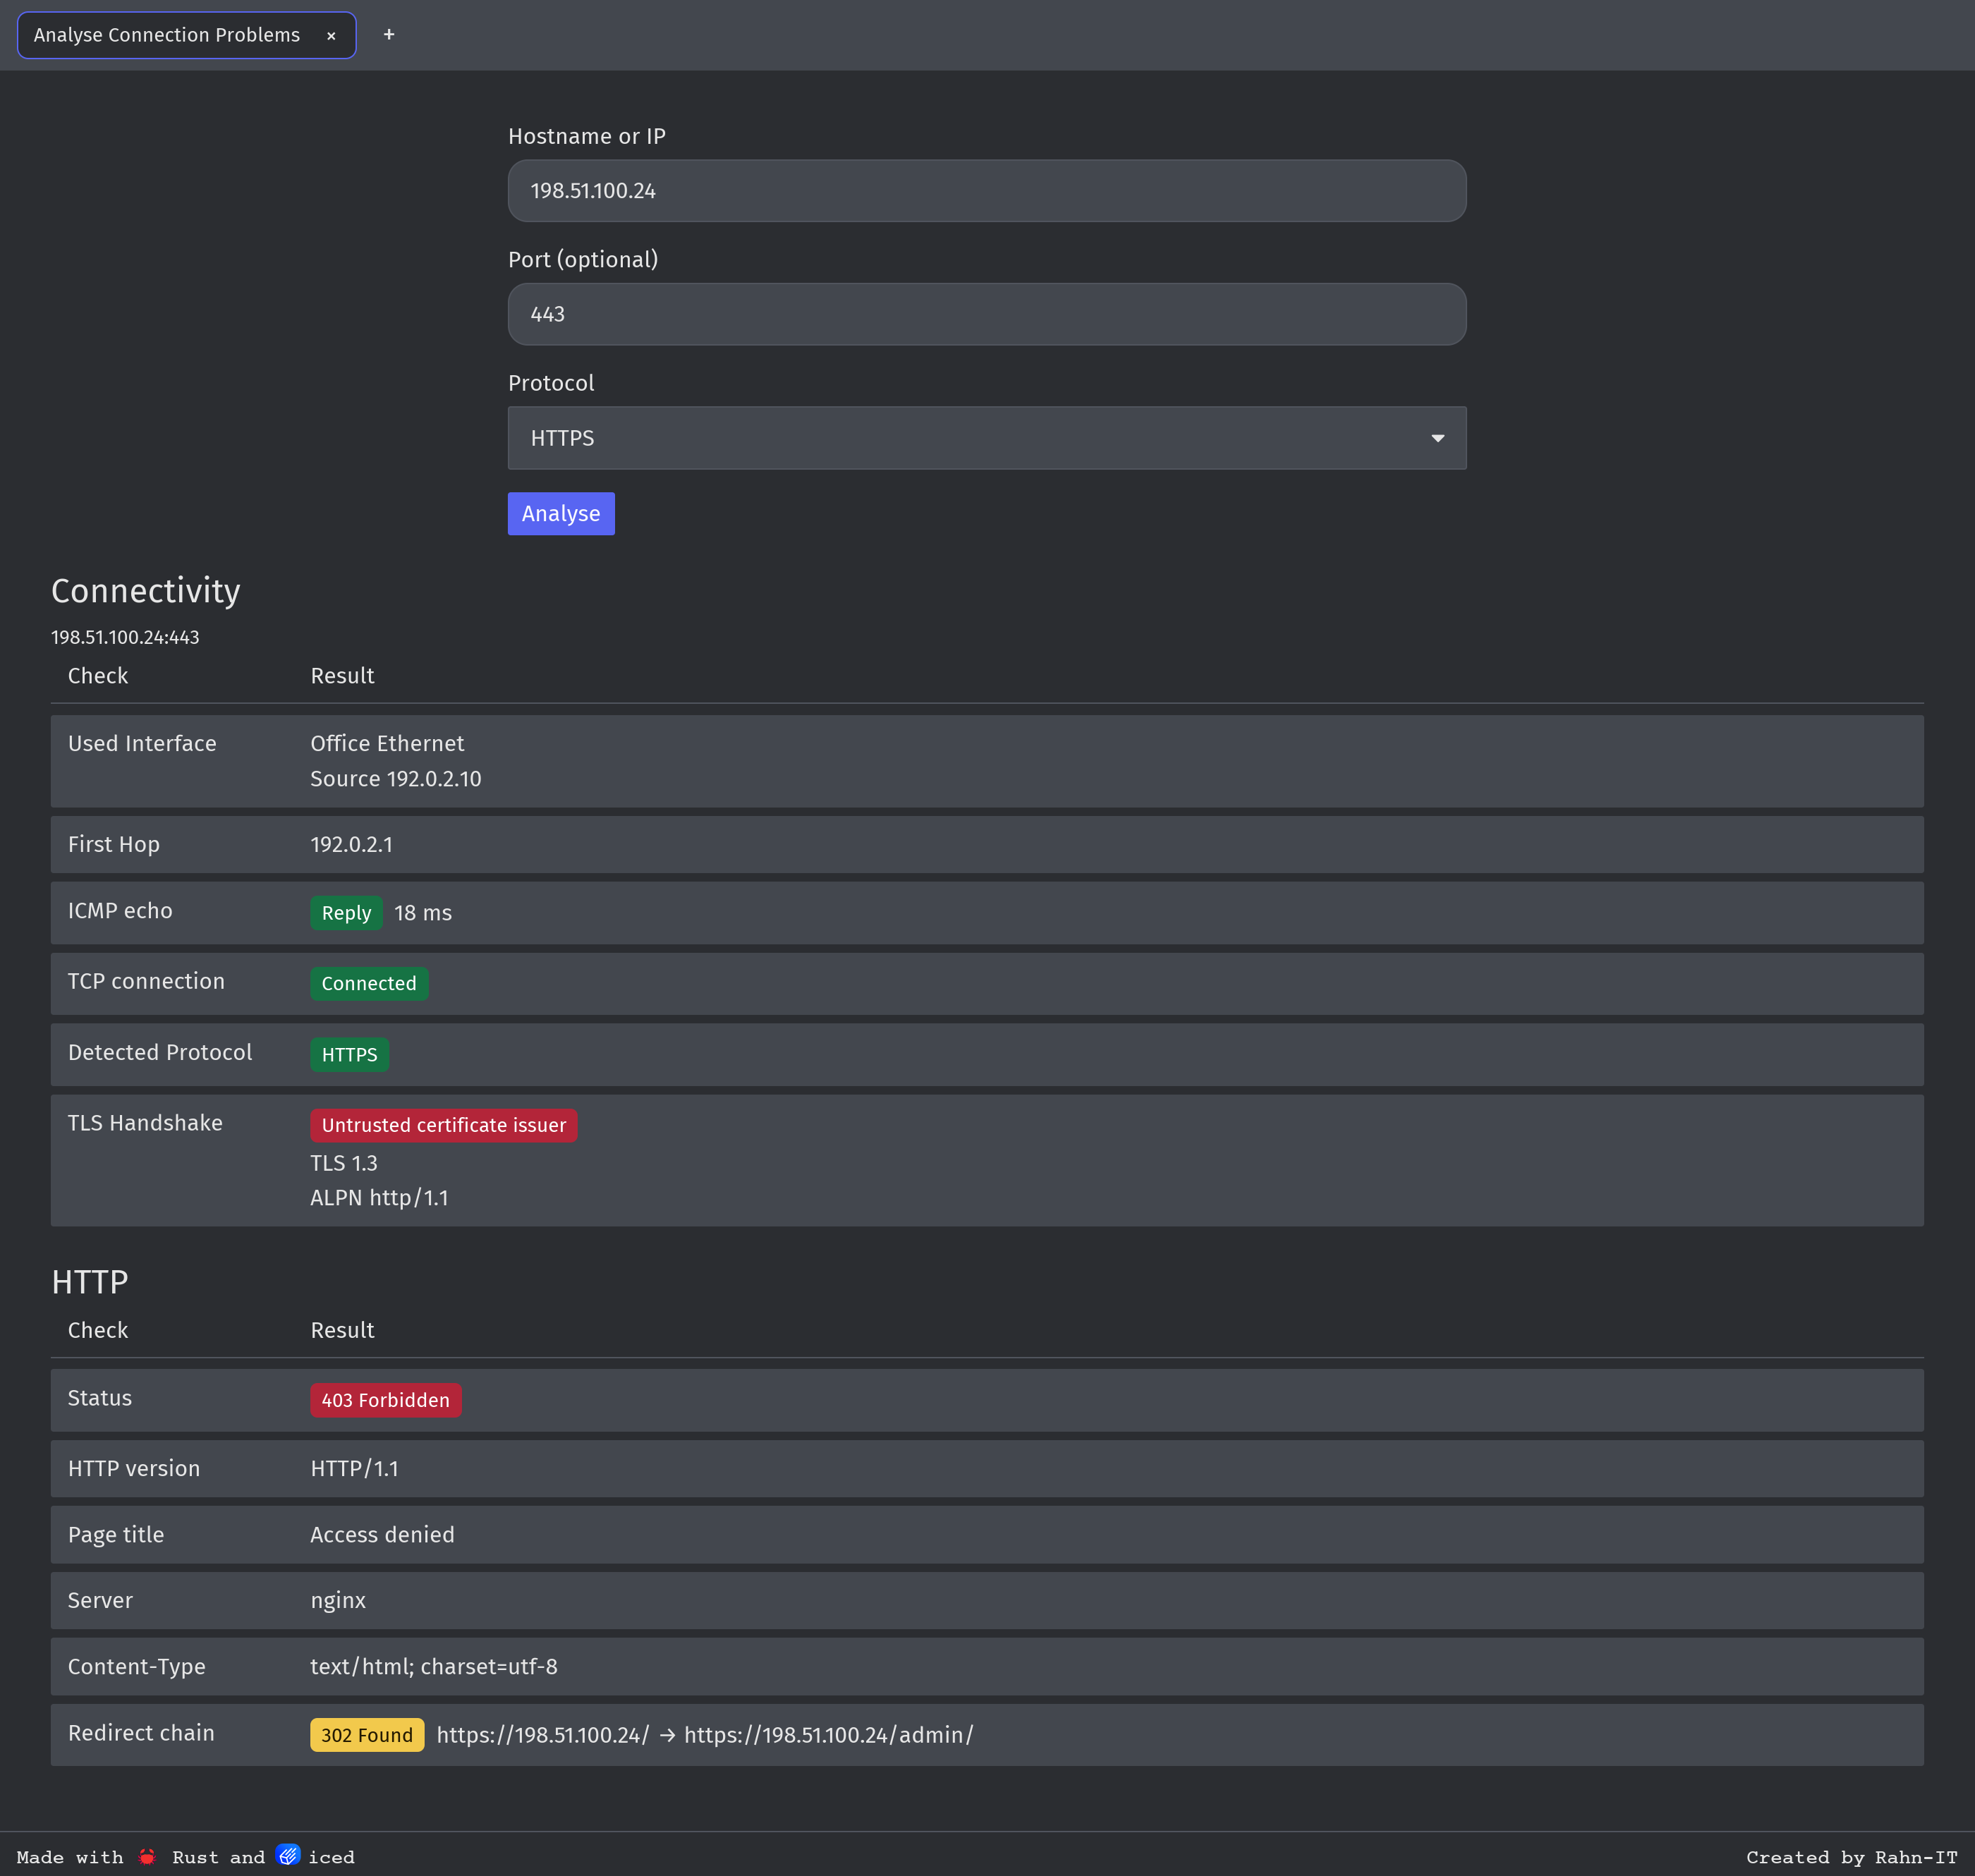 Analyse Connection Problems × +
Hostname or IP
198.51.100.24
Port (optional)
443
Protocol
HTTPS
Analyse
Connectivity
198.51.100.24:443
Check Result
Used Interface Office Ethernet
Source 192.0.2.10
First Hop 192.0.2.1
ICMP echo Reply 18 ms
TCP connection Connected
Detected Protocol HTTPS
TLS Handshake Untrusted certificate issuer
TLS 1.3
ALPN http/1.1
HTTP
Check Result
Status 403 Forbidden
HTTP version HTTP/1.1
Page title Access denied
Server nginx
Content-Type text/html; charset=utf-8
Redirect chain 302 Found https://198.51.100.24/ → https://198.51.100.24/admin/
Made with 🦀 Rust and iced Created by Rahn-IT